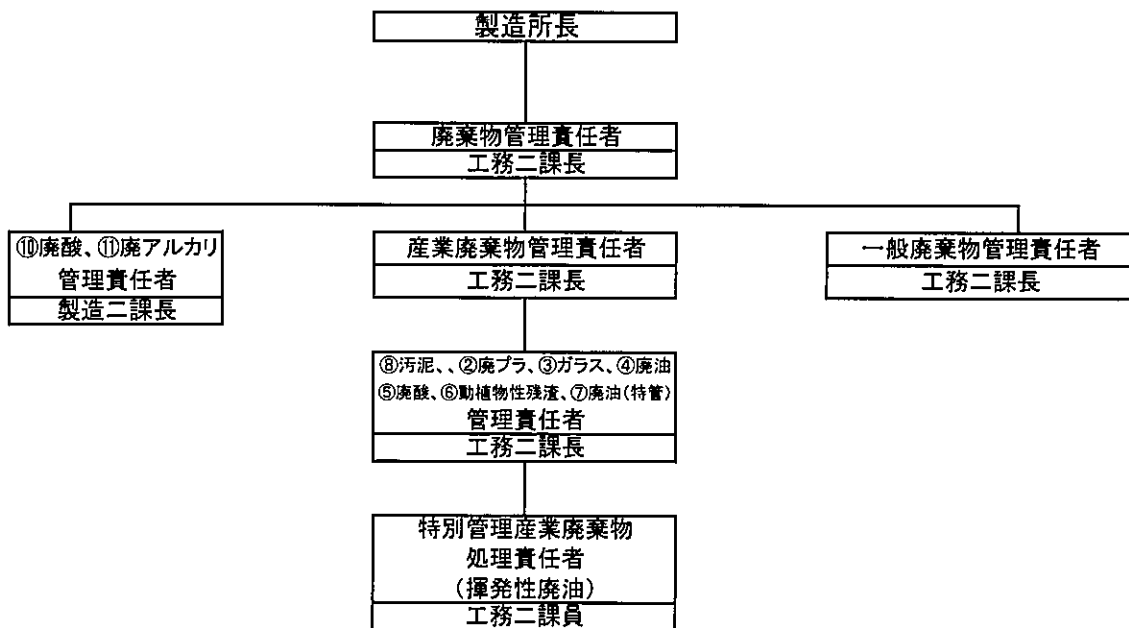 製造所長
廃棄物管理責任者
工務二課長
⑩廃酸、⑪廃アルカリ
管理責任者
製造二課長
産業廃棄物管理責任者
工務二課長
一般廃棄物管理責任者
工務二課長
⑧汚泥、、②廃プラ、③ガラス、④廃油
⑤廃酸、⑥動植物性残渣、⑦廃油(特管)
管理責任者
工務二課長
特別管理産業廃棄物
処理責任者
(揮発性廃油)
工務二課員